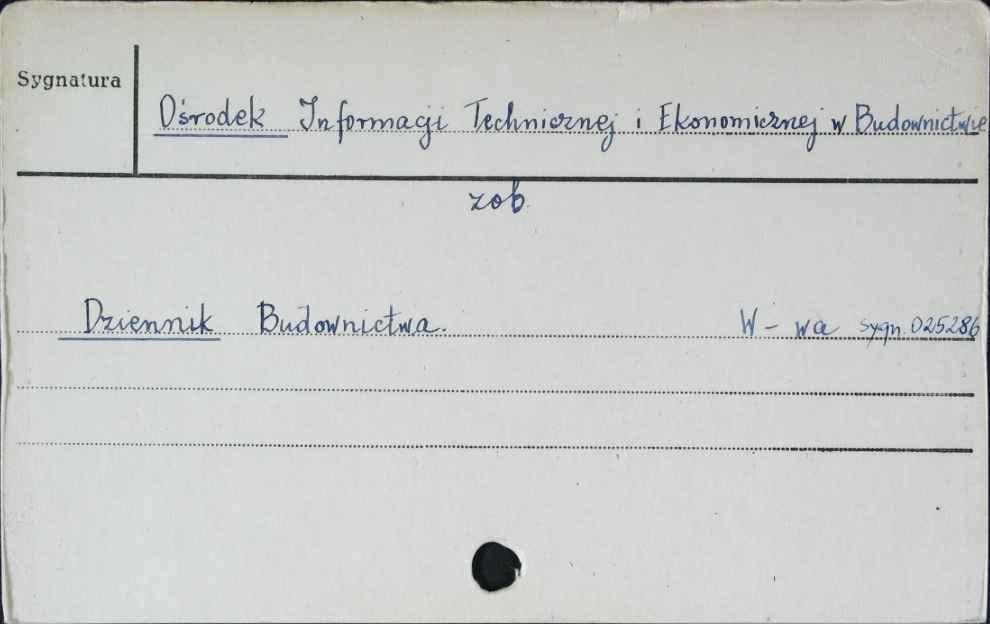 Sygnatura
Ośrodek Informacji Technicznej i Ekonomicznej w Budownictwie
zob.
Dziennik Budownictwa. W-wa sygn. 025286